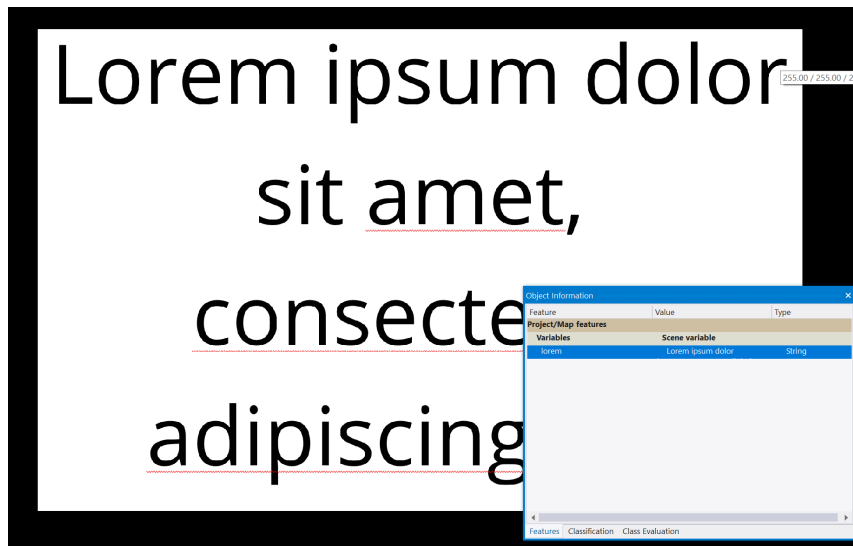 Lorem ipsum dolor
255.00 / 255.00 / 2
sit amet,
consecte
adipiscing
Object Information
Feature Value Type
Project/Map features
Variables Scene variable
lorem Lorem ipsum dolor String
Features Classification Class Evaluation